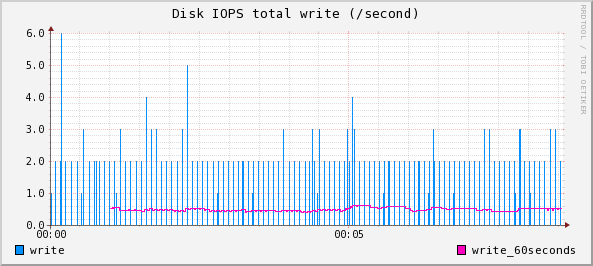 Disk IOPS total write (/second)
RRDTOOL / TOBI OETIKER
6.0
5.0
4.0
3.0
2.0
1.0
0.0
00:00 00:05
write write_60seconds